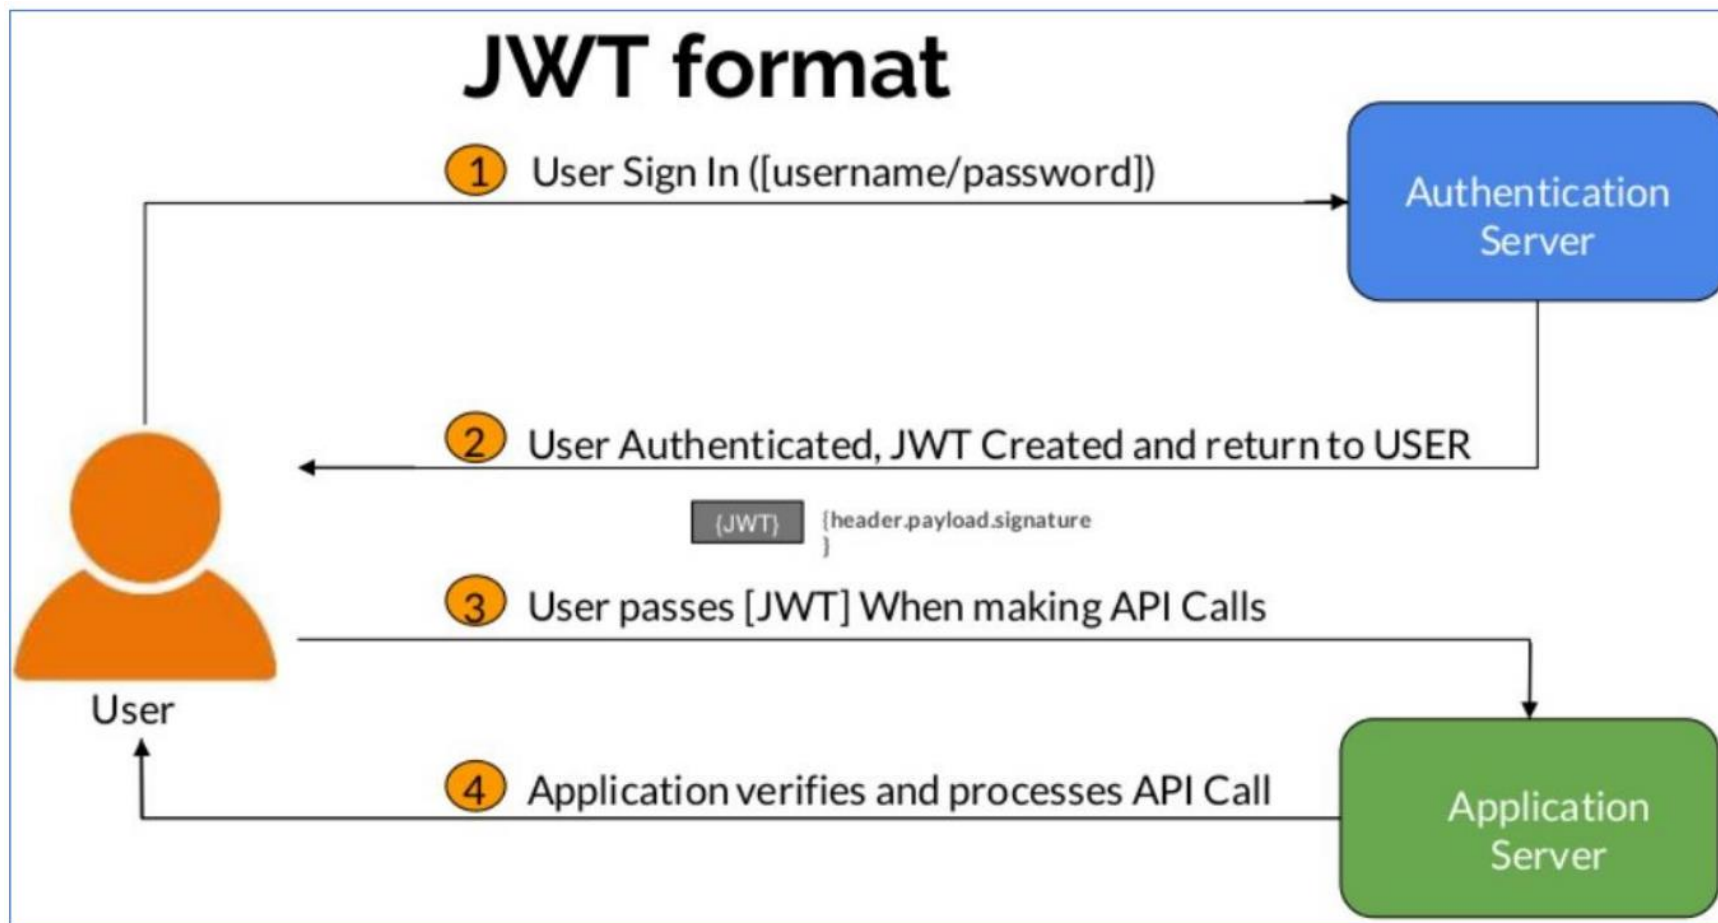 JWT format
1 User Sign In ([username/password])
Authentication
Server
2 User Authenticated, JWT Created and return to USER
{JWT} {header.payload.signature
}
3 User passes [JWT] When making API Calls
User
4 Application verifies and processes API Call
Application
Server